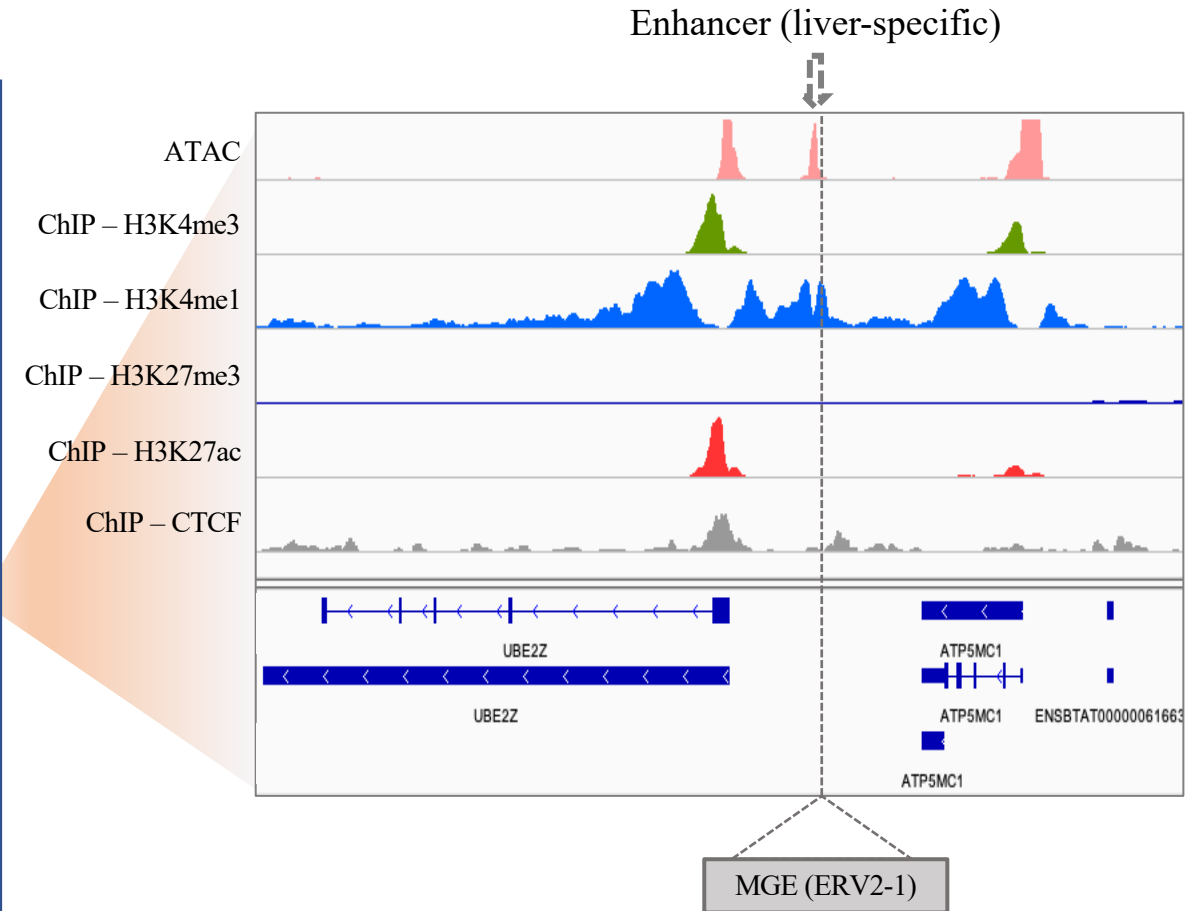 Enhancer (liver-specific)
ATAC
ChIP – H3K4me3
ChIP – H3K4me1
ChIP – H3K27me3
ChIP – H3K27ac
ChIP – CTCF
UBE2Z
ATP5MC1
UBE2Z
ATP5MC1
ENSBTAT00000061663
ATP5MC1
MGE (ERV2-1)